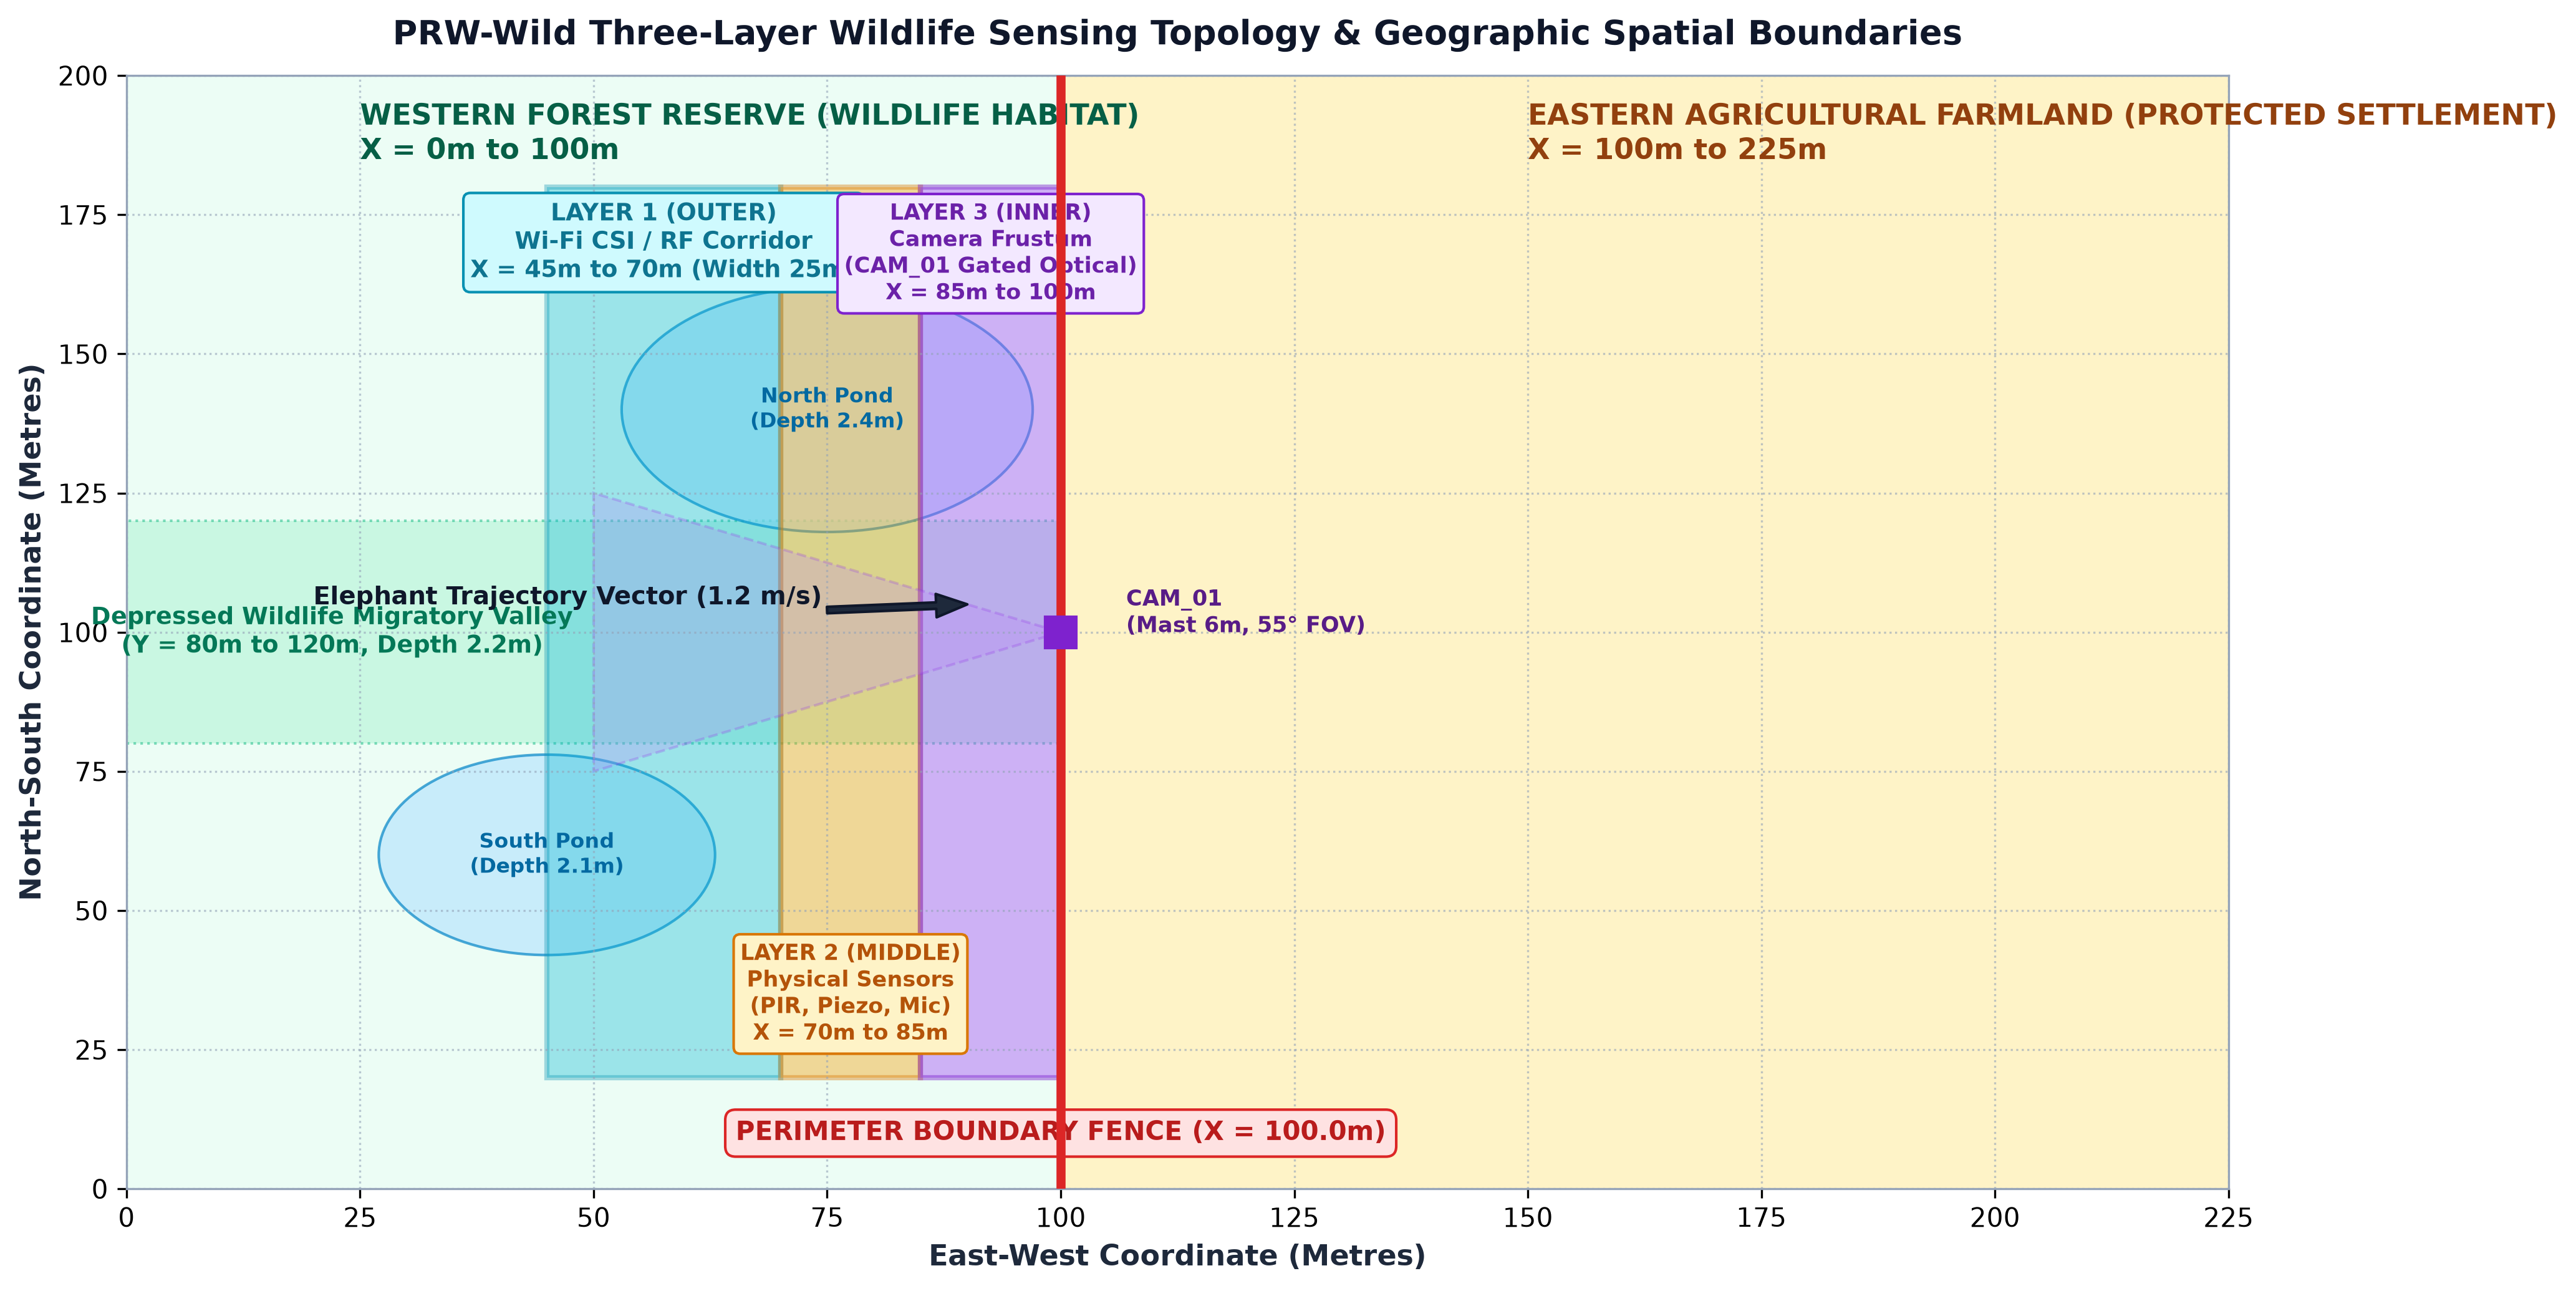 PRW-Wild Three-Layer Wildlife Sensing Topology & Geographic Spatial Boundaries
WESTERN FOREST RESERVE (WILDLIFE HABITAT)
X = 0m to 100m
EASTERN AGRICULTURAL FARMLAND (PROTECTED SETTLEMENT)
X = 100m to 225m
LAYER 1 (OUTER)
Wi-Fi CSI / RF Corridor
X = 45m to 70m (Width 25m
LAYER 3 (INNER)
Camera Frustum
(CAM_01 Gated Optical)
X = 85m to 100m
North Pond
(Depth 2.4m)
Elephant Trajectory Vector (1.2 m/s)
Depressed Wildlife Migratory Valley
(Y = 80m to 120m, Depth 2.2m)
CAM_01
(Mast 6m, 55° FOV)
South Pond
(Depth 2.1m)
LAYER 2 (MIDDLE)
Physical Sensors
(PIR, Piezo, Mic)
X = 70m to 85m
PERIMETER BOUNDARY FENCE (X = 100.0m)
North-South Coordinate (Metres)
200
175
150
125
100
75
50
25
0
0 25 50 75 100 125 150 175 200 225
East-West Coordinate (Metres)